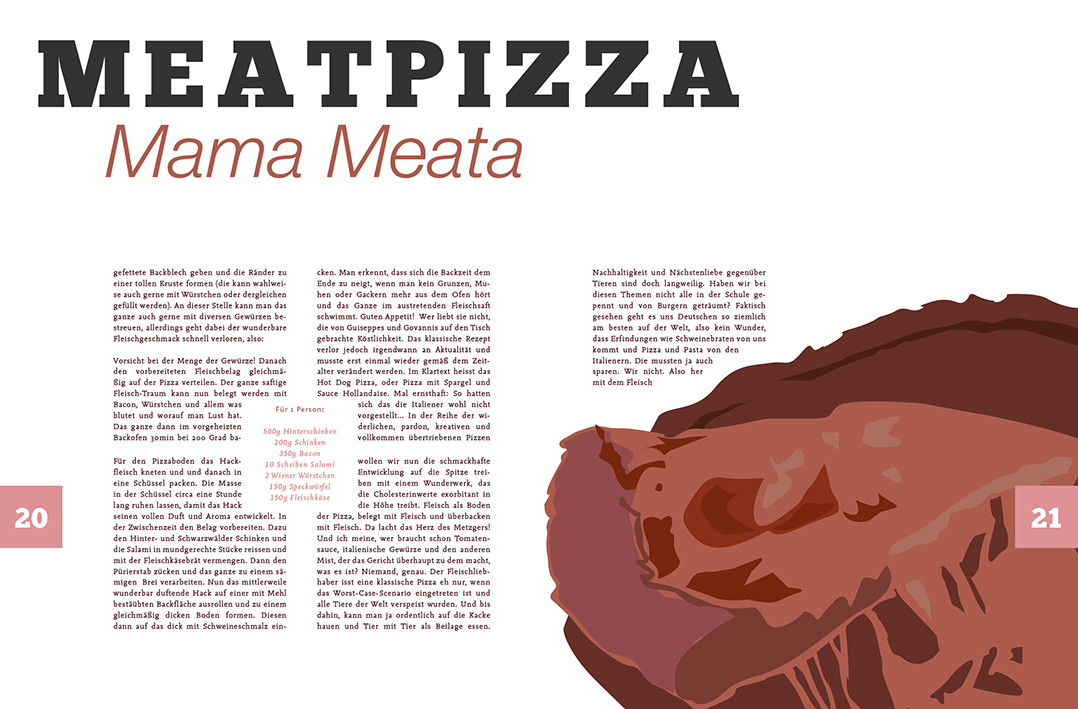 MEATPIZZA
Mama Meata
gefettete Backblech geben und die Ränder zu
einer tollen Kruste formen (die kann wahlwei-
se auch gerne mit Würstchen oder dergleichen
gefüllt werden). An dieser Stelle kann man das
ganze auch gerne mit diversen Gewürzen be-
streuen, allerdings geht dabei der wunderbare
Fleischgeschmack schnell verloren, also:
Vorsicht bei der Menge der Gewürze! Danach
den vorbereiteten Fleischbelag gleichmä-
ßig auf der Pizza verteilen. Der ganze saftige
Fleisch-Traum kann nun belegt werden mit
Bacon, Würstchen und allem was
blutet und worauf man Lust hat.
Das ganze dann im vorgeheizten
Backofen 30min bei 200 Grad ba-
Für den Pizzaboden das Hack-
fleisch kneten und und danach in
eine Schüssel packen. Die Masse
in der Schüssel circa eine Stunde
lang ruhen lassen, damit das Hack
seinen vollen Duft und Aroma entwickelt. In
der Zwischenzeit den Belag vorbereiten. Dazu
den Hinter- und Schwarzwälder Schinken und
die Salami in mundgerechte Stücke reissen und
mit der Fleischkäsebrät vermengen. Dann den
Pürierstab zücken und das ganze zu einem sä-
migen Brei verarbeiten. Nun das mittlerweile
wunderbar duftende Hack auf einer mit Mehl
bestäubten Backfläche ausrollen und zu einem
gleichmäßig dicken Boden formen. Diesen
dann auf das dick mit Schweineschmalz ein-
Für 1 Person:
500g Hinterschinken
200g Schinken
350g Bacon
10 Scheiben Salami
2 Wiener Würstchen
150g Speckwürfel
150g Fleischkäse
cken. Man erkennt, dass sich die Backzeit dem
Ende zu neigt, wenn man kein Grunzen, Mu-
hen oder Gackern mehr aus dem Ofen hört
und das Ganze im austretenden Fleischsaft
schwimmt. Guten Appetit! Wer liebt sie nicht,
die von Guiseppes und Govannis auf den Tisch
gebrachte Köstlichkeit. Das klassische Rezept
verlor jedoch irgendwann an Aktualität und
musste erst einmal wieder gemäß dem Zeit-
alter verändert werden. Im Klartext heisst das
Hot Dog Pizza, oder Pizza mit Spargel und
Sauce Hollandaise. Mal ernsthaft: So hatten
sich das die Italiener wohl nicht
vorgestellt... In der Reihe der wi-
derlichen, pardon, kreativen und
vollkommen übertriebenen Pizzen
wollen wir nun die schmackhafte
Entwicklung auf die Spitze trei-
ben mit einem Wunderwerk, das
die Cholesterinwerte exorbitant in
die Höhe treibt. Fleisch als Boden
der Pizza, belegt mit Fleisch und überbacken
mit Fleisch. Da lacht das Herz des Metzgers!
Und ich meine, wer braucht schon Tomaten-
sauce, italienische Gewürze und den anderen
Mist, der das Gericht überhaupt zu dem macht,
was es ist? Niemand, genau. Der Fleischlieb-
haber isst eine klassische Pizza eh nur, wenn
das Worst-Case-Scenario eingetreten ist und
alle Tiere der Welt verspeist wurden. Und bis
dahin, kann man ja ordentlich auf die Kacke
hauen und Tier mit Tier als Beilage essen.
Nachhaltigkeit und Nächstenliebe gegenüber
Tieren sind doch langweilig. Haben wir bei
diesen Themen nicht alle in der Schule ge-
pennt und von Burgern geträumt? Faktisch
gesehen geht es uns Deutschen so ziemlich
am besten auf der Welt, also kein Wunder,
dass Erfindungen wie Schweinebraten von uns
kommt und Pizza und Pasta von den
Italienern. Die mussten ja auch
sparen. Wir nicht. Also her
mit dem Fleisch
20
21